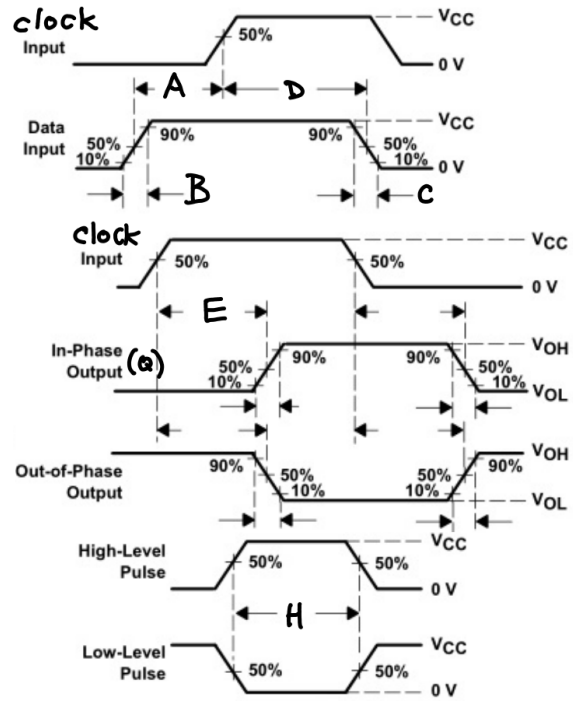 clock
Input
50%
VCC
0 V
A
D
Data
Input
50%
10%
90%
90%
50%
10%
VCC
0 V
B
C
clock
Input
50%
50%
VCC
0 V
E
In-Phase
Output
(Q)
50%
10%
90%
90%
50%
10%
VOH
VOL
Out-of-Phase
Output
90%
50%
10%
50%
10%
90%
VOH
VOL
High-Level
Pulse
50%
50%
VCC
0 V
H
Low-Level
Pulse
50%
50%
VCC
0 V